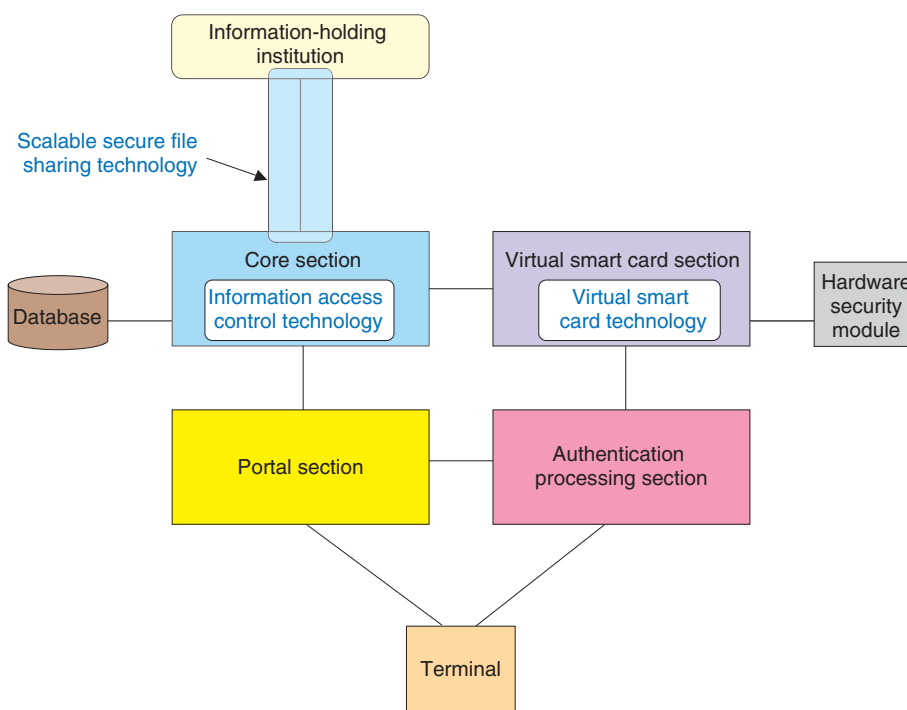 Information-holding
institution
Scalable secure file
sharing technology
Core section
Information access
control technology
Virtual smart card section
Virtual smart
card technology
Database
Hardware
security
module
Portal section
Authentication
processing section
Terminal